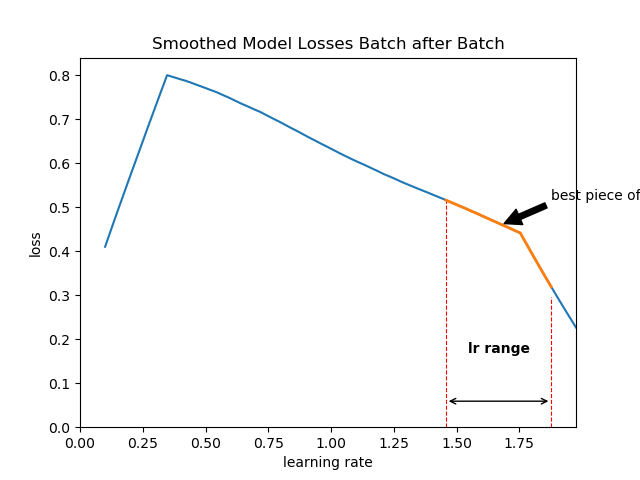 Smoothed Model Losses Batch after Batch
0.8
0.7
0.6
0.5
0.4
0.3
0.2
0.1
0.0
loss
best piece of
lr range
0.00 0.25 0.50 0.75 1.00 1.25 1.50 1.75
learning rate